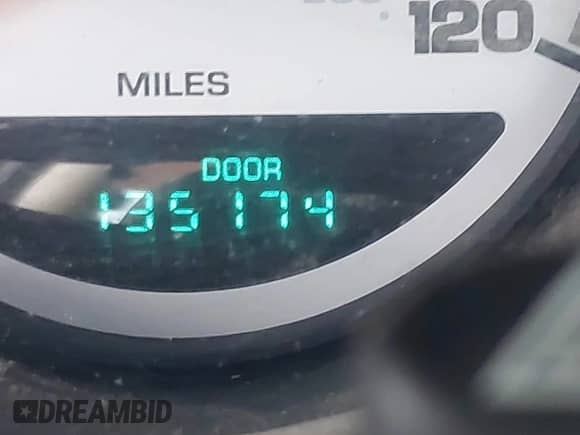 120
MILES
DOOR
135174
DREAMBID